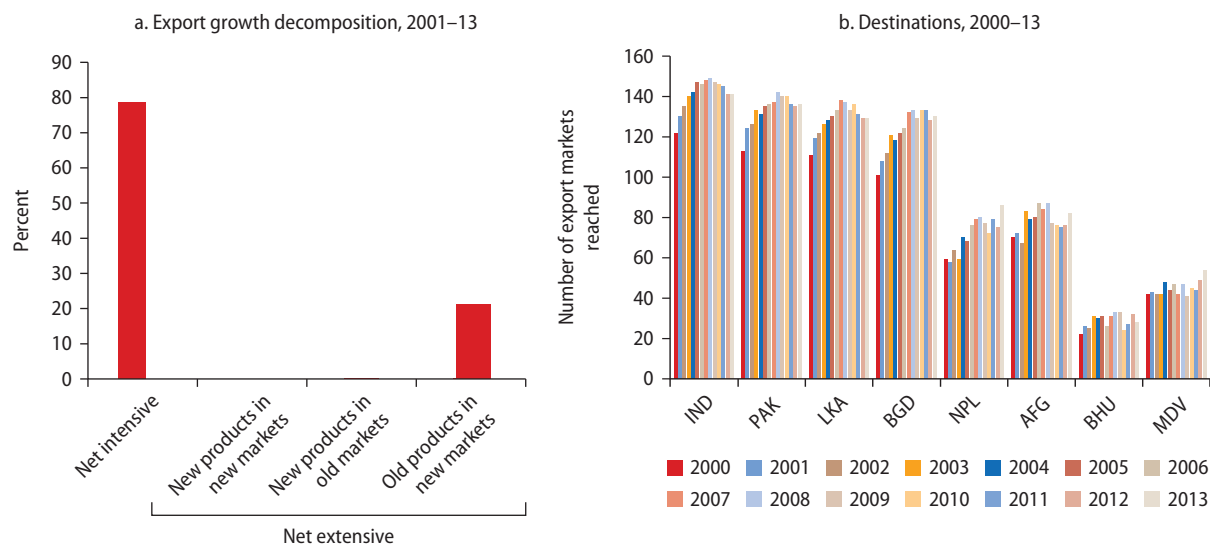 a. Export growth decomposition, 2001–13
90
80
70
60
50
40
30
20
10
0
Percent
Net intensive
New products in
new markets
New products in
old markets
Old products in
new markets
Net extensive
b. Destinations, 2000–13
160
140
120
100
80
60
40
20
0
Number of export markets
reached
IND
PAK
LKA
BGD
NPL
AFG
BHU
MDV
2000 2001 2002 2003 2004 2005 2006
2007 2008 2009 2010 2011 2012 2013